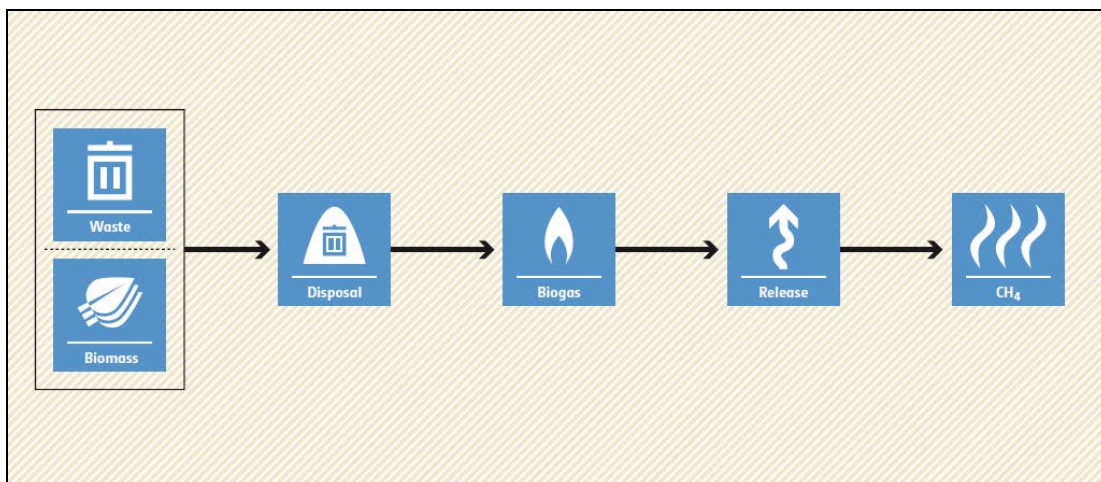 Waste
Biomass
Disposal
Biogas
Release
CH₄